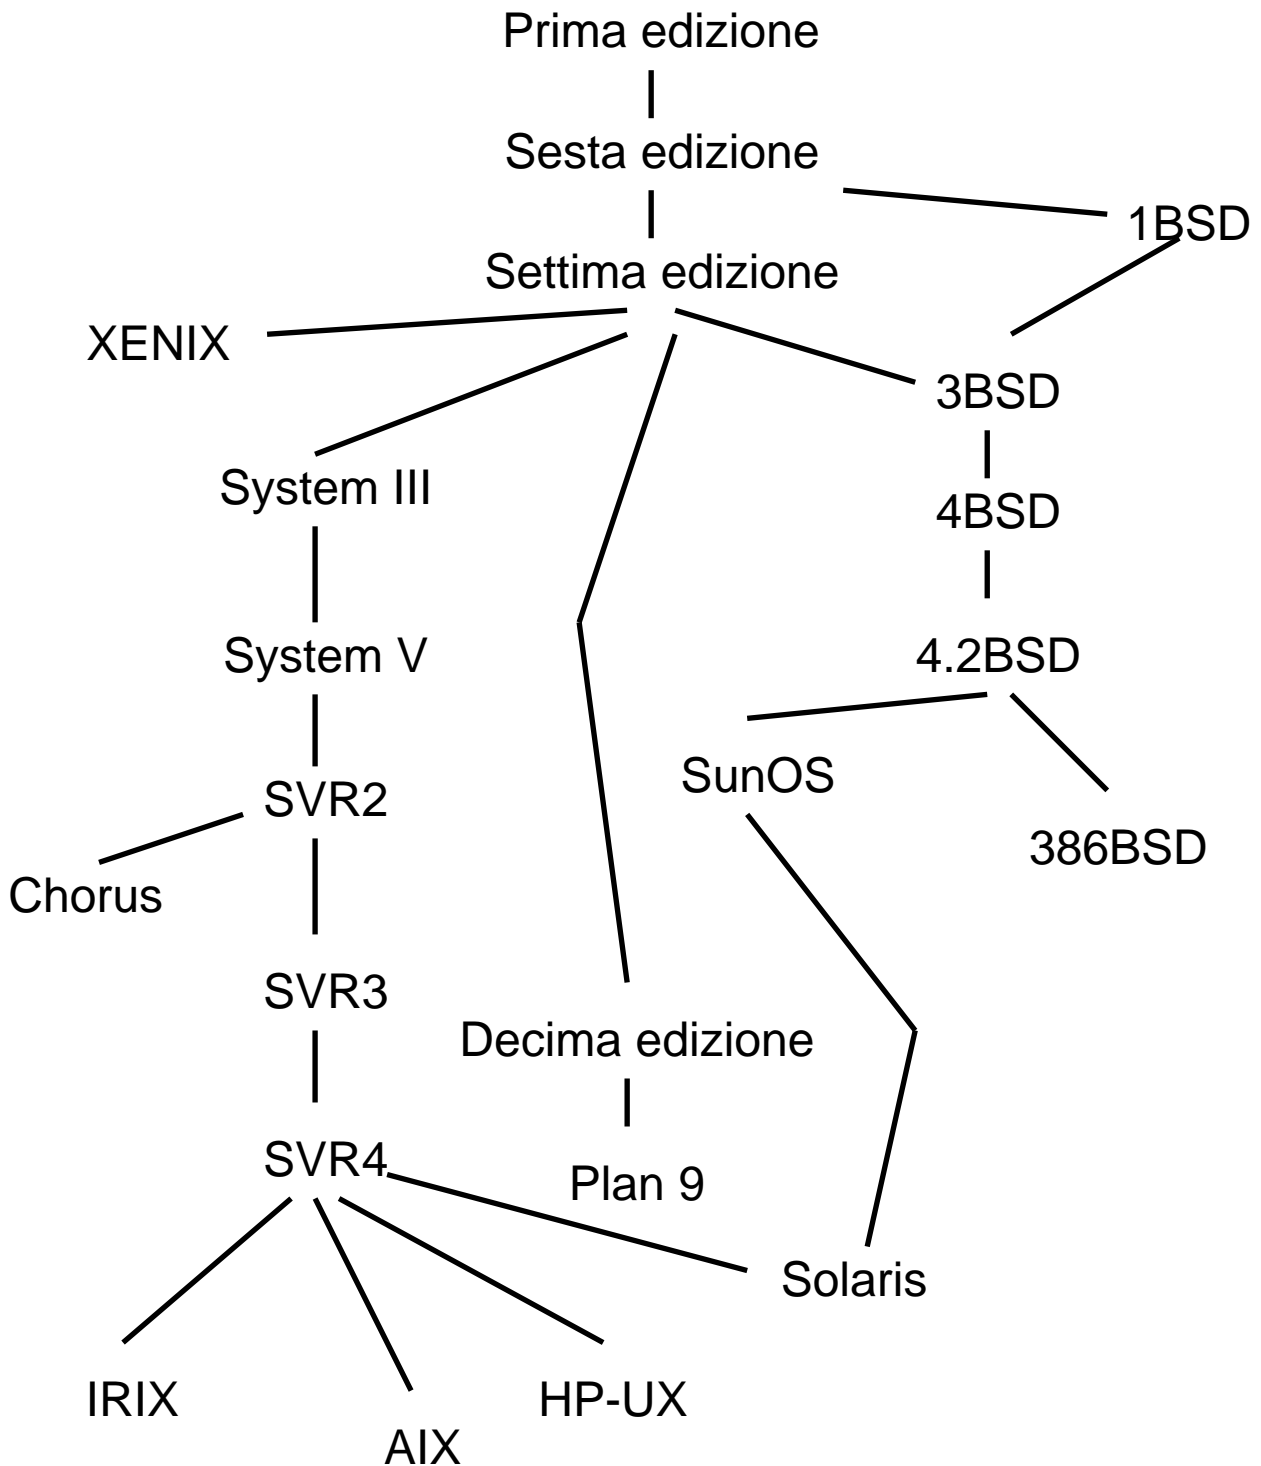 Prima edizione
Sesta edizione
1BSD
Settima edizione
XENIX
3BSD
System III
4BSD
System V
4.2BSD
SunOS
SVR2
386BSD
Chorus
SVR3
Decima edizione
SVR4
Plan 9
Solaris
IRIX
HP-UX
AIX